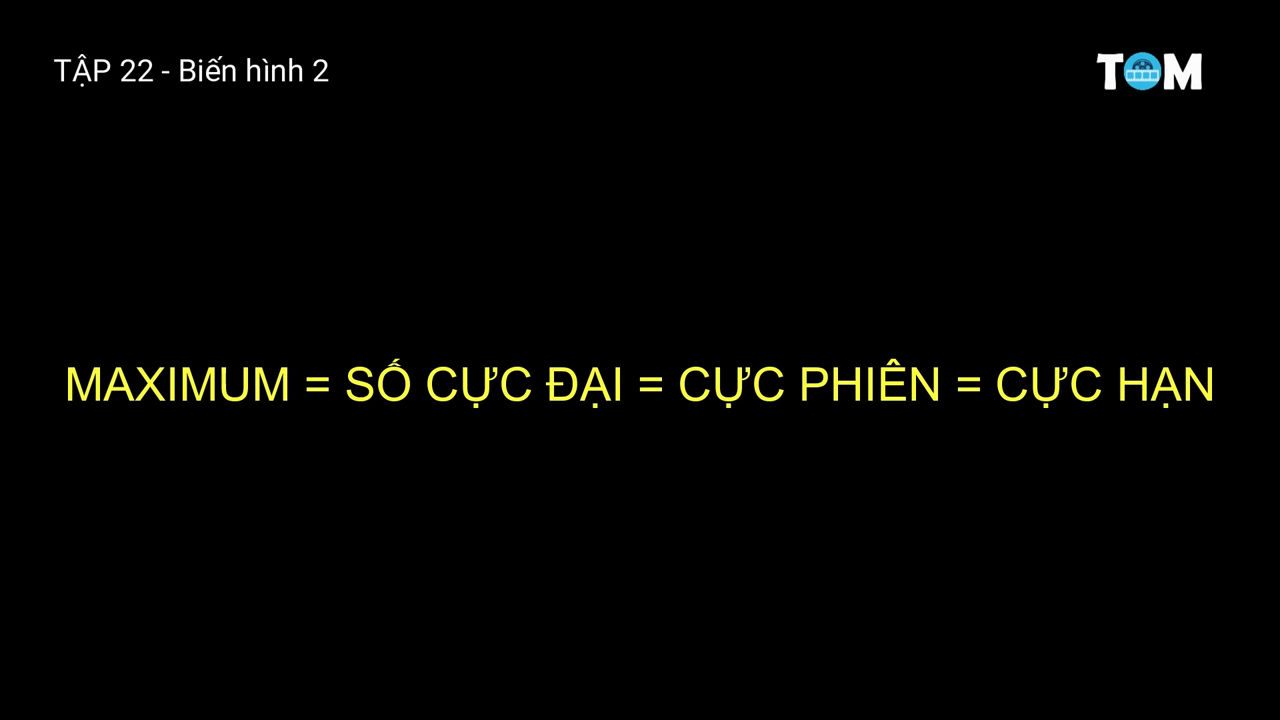 TẬP 22 - Biến hình 2
TOM
MAXIMUM = SỐ CỰC ĐẠI = CỰC PHIÊN = CỰC HẠN